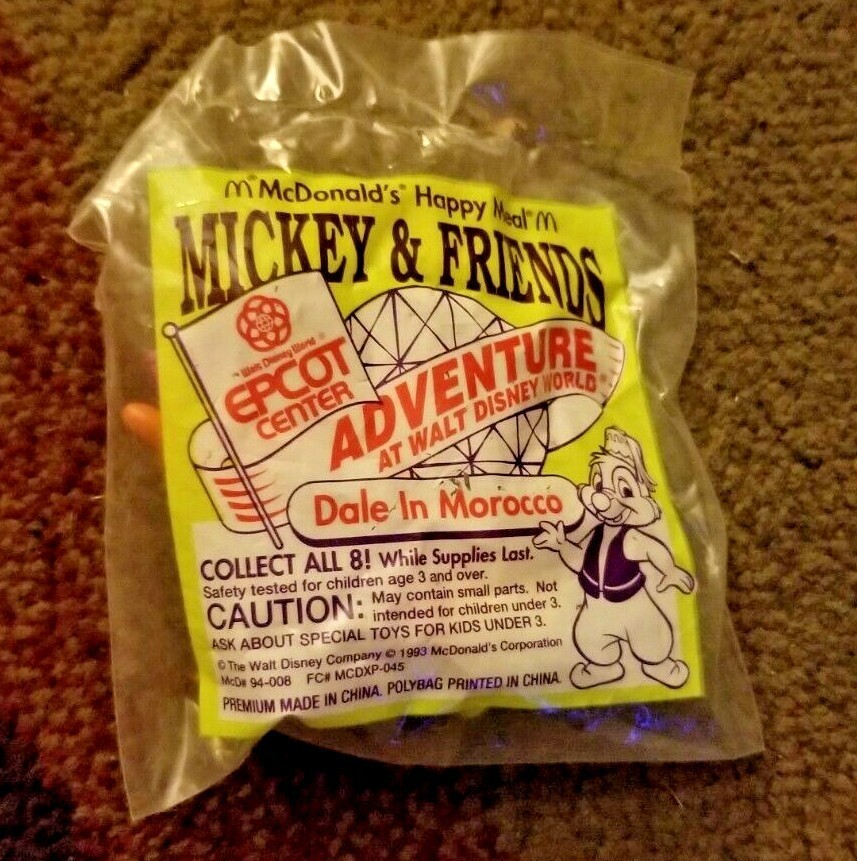 McDonald's® Happy Meal®
MICKEY & FRIENDS
Walt Disney World®
EPCOT
CENTER
ADVENTURE
AT WALT DISNEY WORLD®
Dale In Morocco
COLLECT ALL 8! While Supplies Last.
Safety tested for children age 3 and over.
CAUTION: May contain small parts. Not
intended for children under 3.
ASK ABOUT SPECIAL TOYS FOR KIDS UNDER 3.
© The Walt Disney Company © 1993 McDonald's Corporation
McD# 94-008 FC# MCDXP-045
PREMIUM MADE IN CHINA. POLYBAG PRINTED IN CHINA.